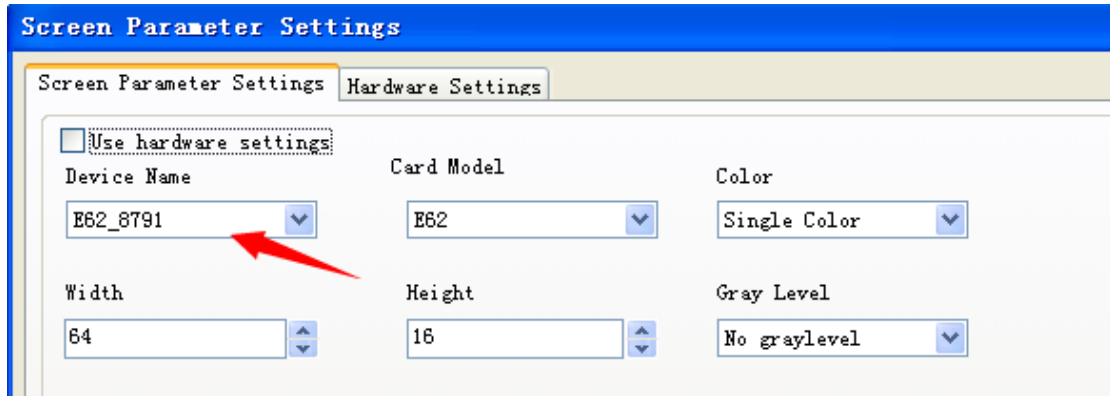 Screen Parameter Settings
Screen Parameter Settings Hardware Settings
Use hardware settings
Device Name Card Model Color
E62_8791 E62 Single Color
Width Height Gray Level
64 16 No graylevel